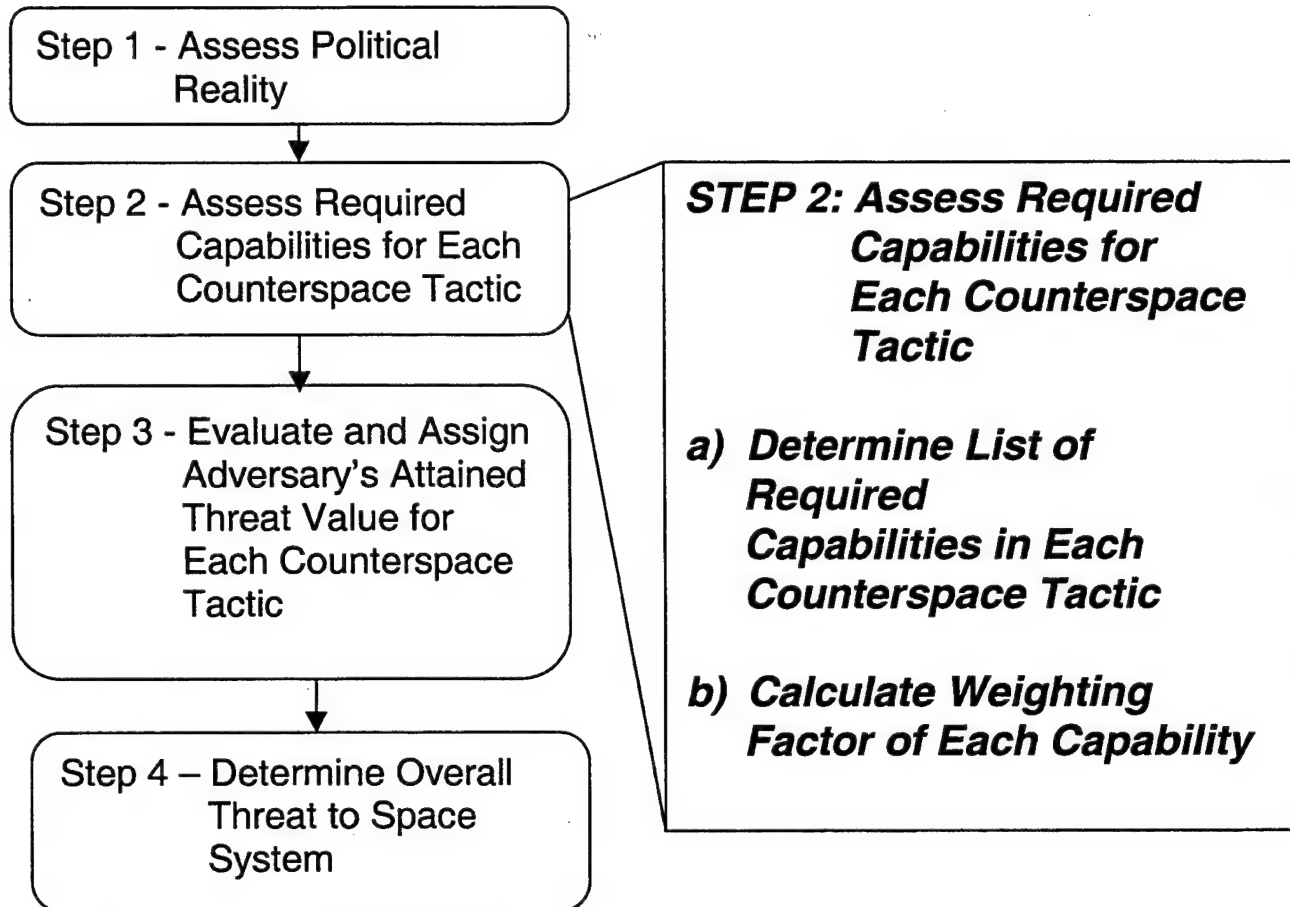 Step 1 - Assess Political
Reality
Step 2 - Assess Required
Capabilities for Each
Counterspace Tactic
Step 3 - Evaluate and Assign
Adversary's Attained
Threat Value for
Each Counterspace
Tactic
Step 4 – Determine Overall
Threat to Space
System
STEP 2: Assess Required
Capabilities for
Each Counterspace
Tactic
a) Determine List of
Required
Capabilities in Each
Counterspace Tactic
b) Calculate Weighting
Factor of Each Capability